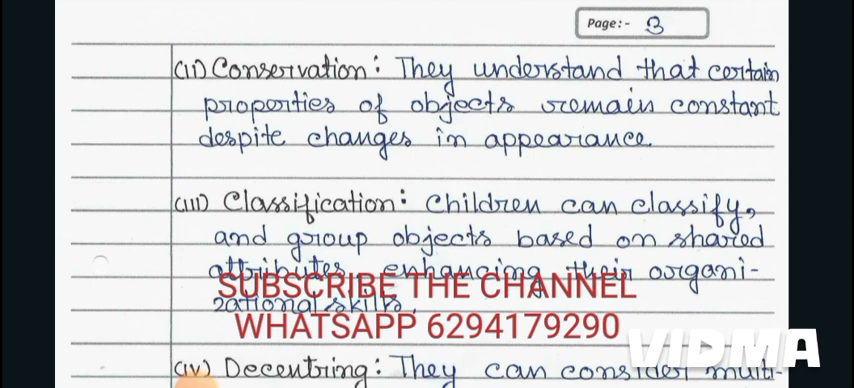 Page:- 3
(ii) Conservation: They understand that certain
properties of objects remain constant
despite changes in appearance.
(iii) Classification: Children can classify,
and group objects based on shared
attributes, enhancing their organi-
SUBSCRIBE THE CHANNEL
zational skills.
WHATSAPP 6294179290
VIDMA
(iv) Decentring: They can consider multi-